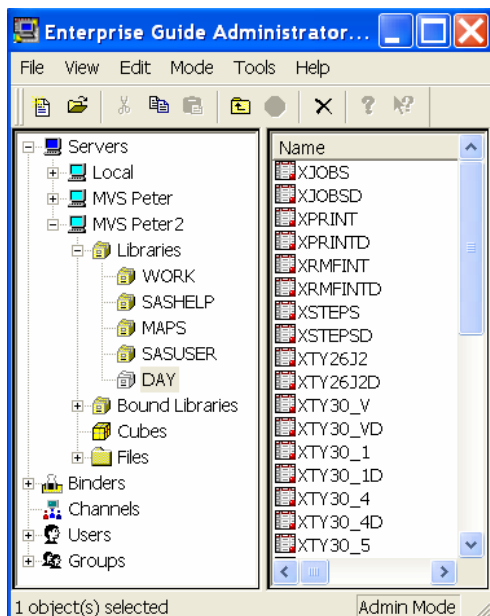 Enterprise Guide Administrator...
File View Edit Mode Tools Help
Servers
Local
MVS Peter
MVS Peter2
Libraries
WORK
SASHELP
MAPS
SASUSER
DAY
Bound Libraries
Cubes
Files
Binders
Channels
Users
Groups
Name
XJOBS
XJOBSD
XPRINT
XPRINTD
XRMFINT
XRMFINTD
XSTEPS
XSTEPSD
XTY26J2
XTY26J2D
XTY30_V
XTY30_VD
XTY30_1
XTY30_1D
XTY30_4
XTY30_4D
XTY30_5
1 object(s) selected
Admin Mode